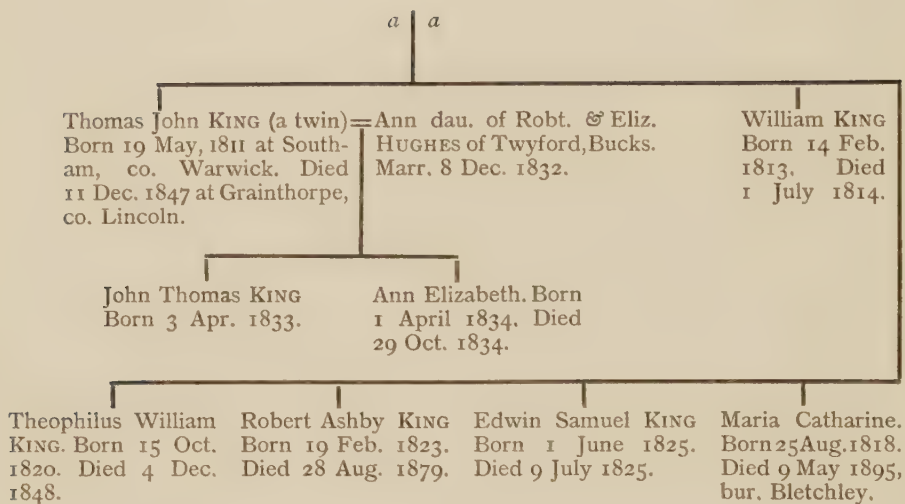 a a
Thomas John KING (a twin)=
Born 19 May, 1811 at South-
am, co. Warwick. Died
11 Dec. 1847 at Grainthorpe,
co. Lincoln.
Ann dau. of Robt. & Eliz.
HUGHES of Twyford, Bucks.
Marr. 8 Dec. 1832.
William KING
Born 14 Feb.
1813. Died
1 July 1814.
John Thomas KING
Born 3 Apr. 1833.
Ann Elizabeth. Born
1 April 1834. Died
29 Oct. 1834.
Theophilus William
KING. Born 15 Oct.
1820. Died 4 Dec.
1848.
Robert Ashby KING
Born 19 Feb. 1823.
Died 28 Aug. 1879.
Edwin Samuel KING
Born 1 June 1825.
Died 9 July 1825.
Maria Catharine.
Born 25 Aug. 1818.
Died 9 May 1895,
bur. Bletchley.